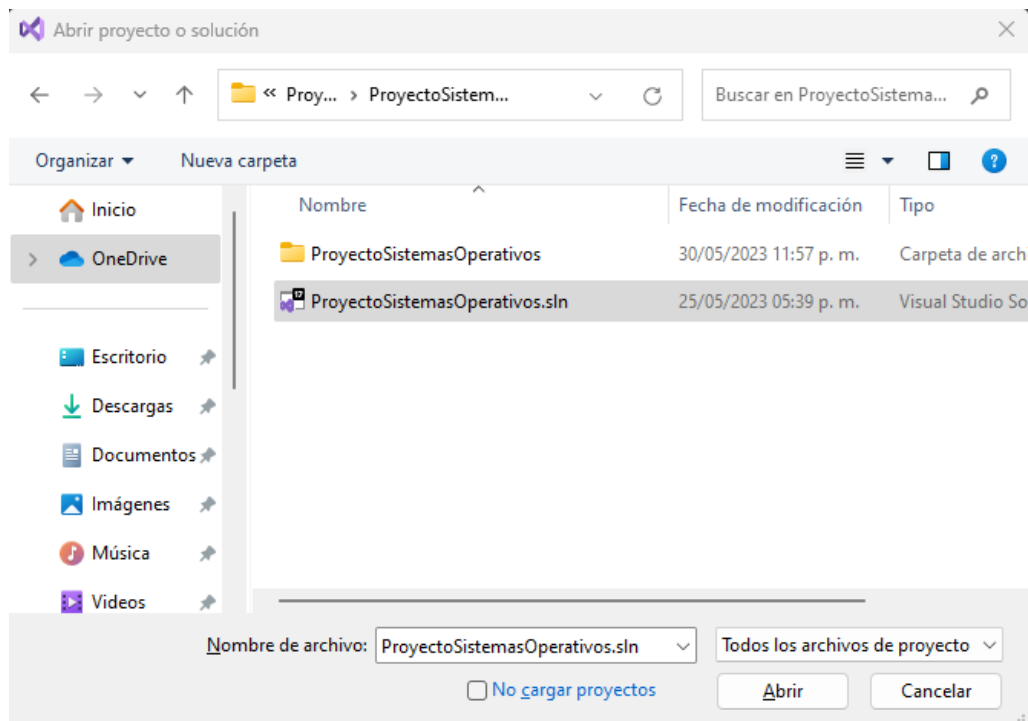 Abrir proyecto o solución
« Proy... › ProyectoSistem...
Buscar en ProyectoSistema...
Organizar
Nueva carpeta
?
Inicio
OneDrive
Escritorio
Descargas
Documentos
Imágenes
Música
Videos
Nombre Fecha de modificación Tipo
ProyectoSistemasOperativos 30/05/2023 11:57 p. m. Carpeta de arch
17
ProyectoSistemasOperativos.sln 25/05/2023 05:39 p. m. Visual Studio So
Nombre de archivo: ProyectoSistemasOperativos.sln Todos los archivos de proyecto
No cargar proyectos Abrir Cancelar